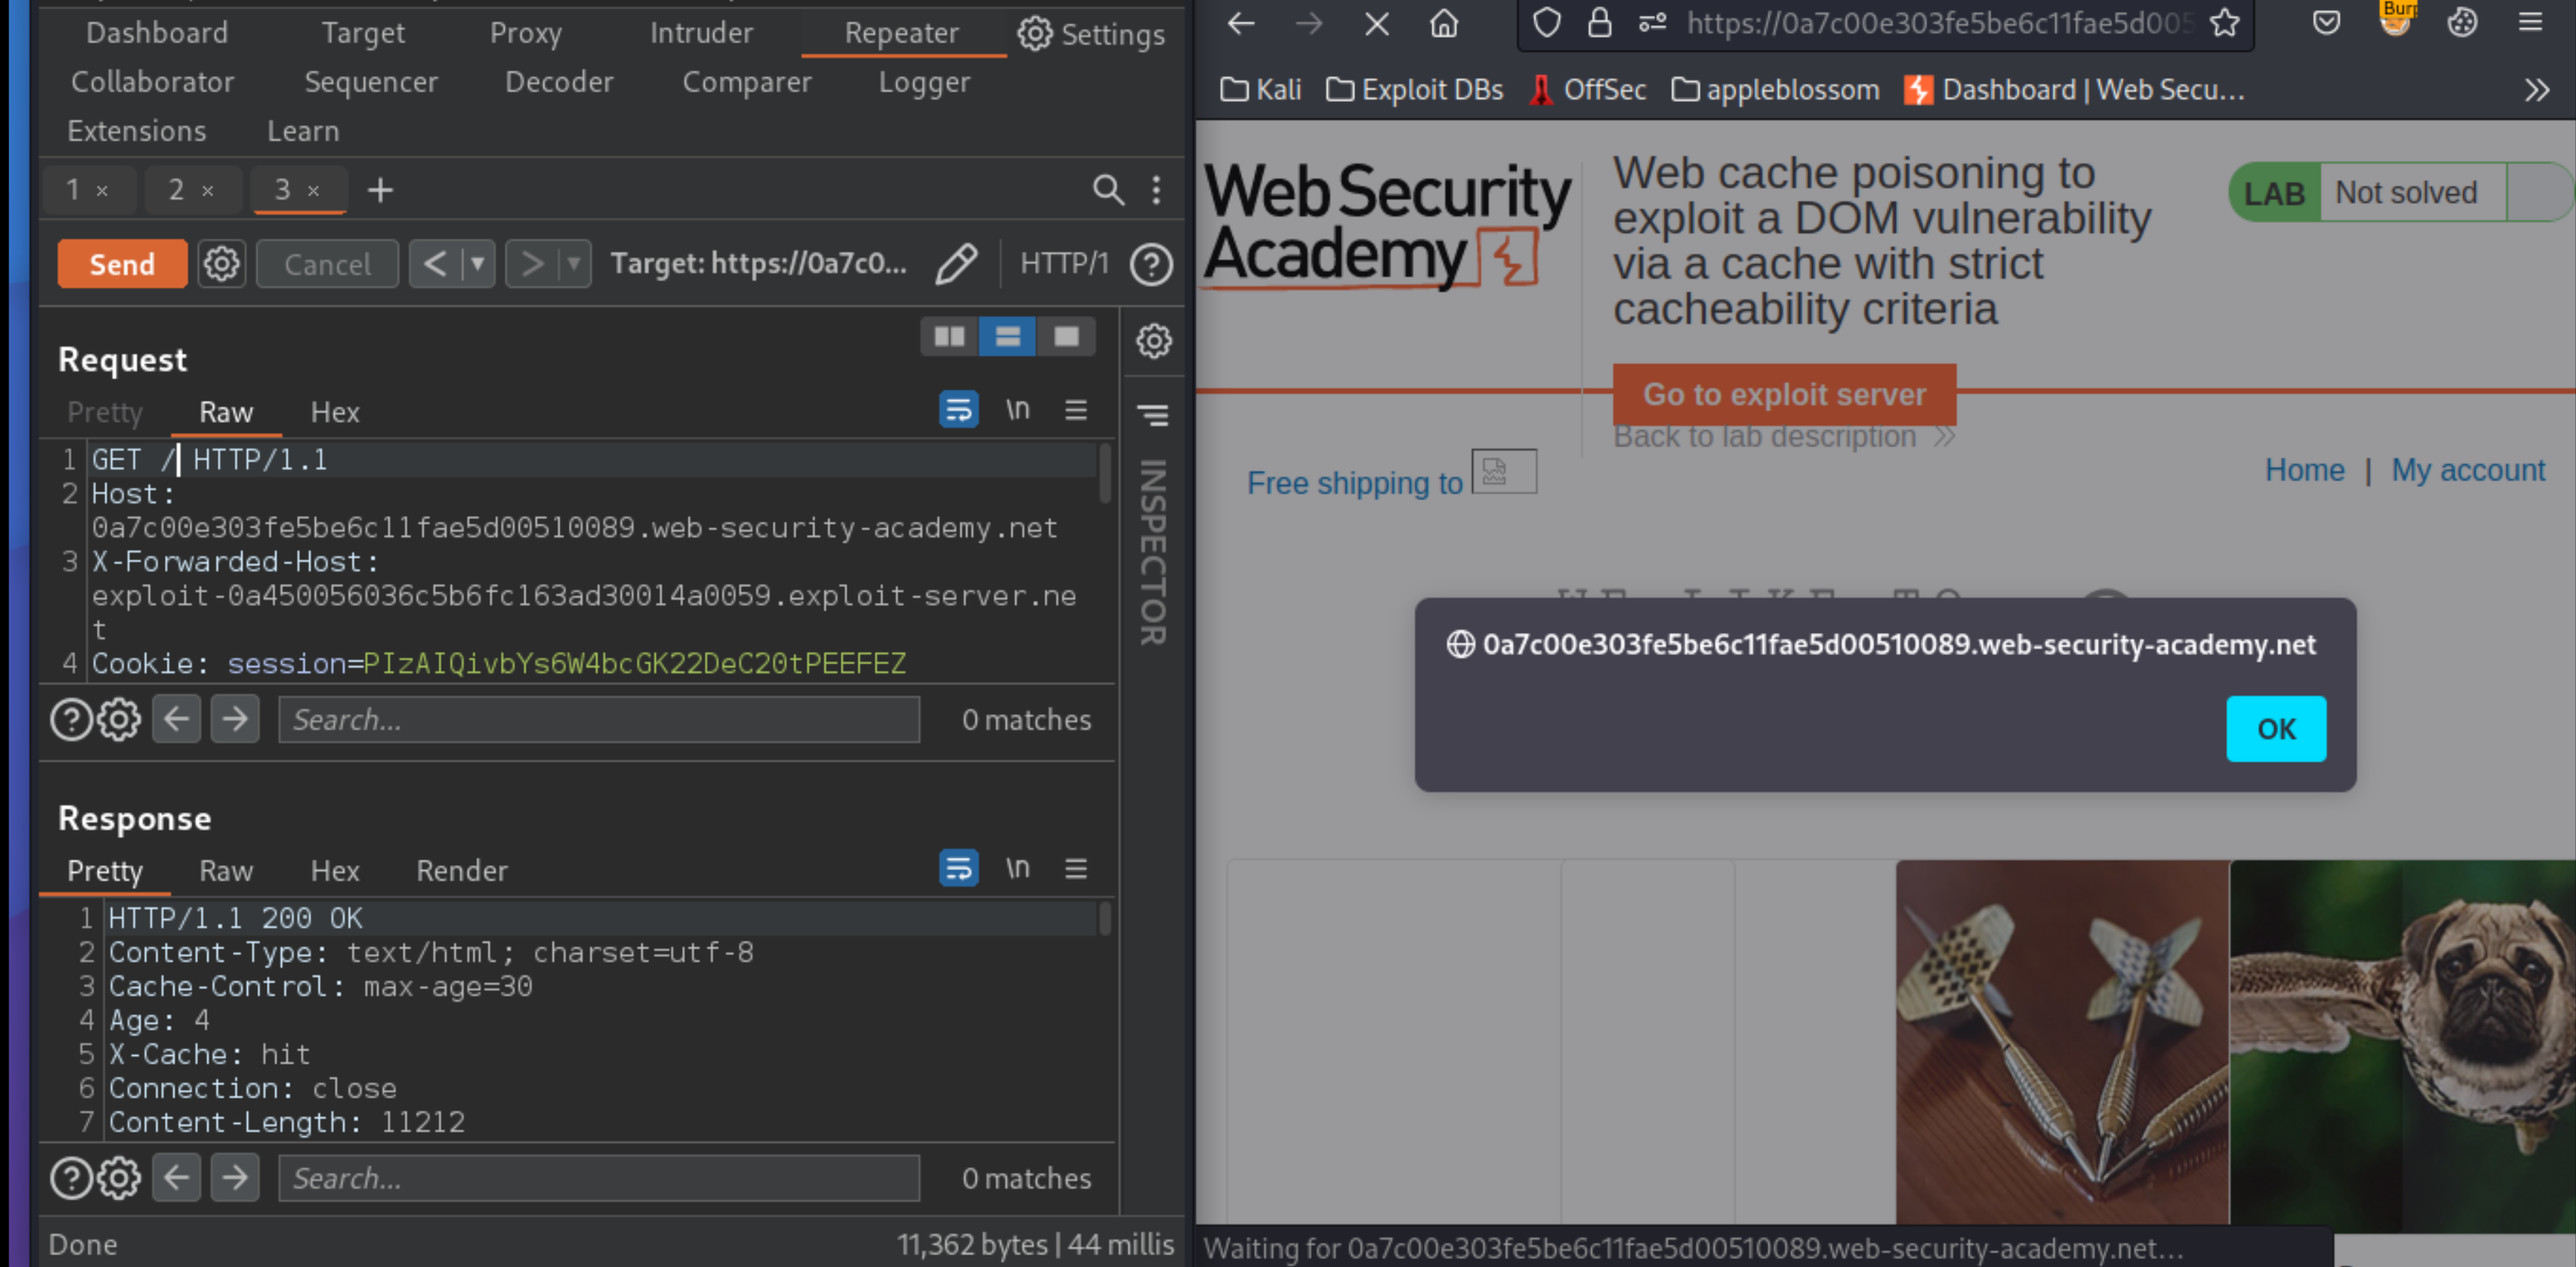 Dashboard Target Proxy Intruder Repeater Settings
Collaborator Sequencer Decoder Comparer Logger
Extensions Learn
1 × 2 × 3 × +
Send Cancel < > Target: https://0a7c0... HTTP/1 ?
Request
Pretty Raw Hex \n
1 GET / HTTP/1.1
2 Host:
0a7c00e303fe5be6c11fae5d00510089.web-security-academy.net
3 X-Forwarded-Host:
exploit-0a450056036c5b6fc163ad30014a0059.exploit-server.ne
t
4 Cookie: session=PIzAIQivbYs6W4bcGK22DeC20tPEEFEZ
Search... 0 matches
INSPECTOR
Response
Pretty Raw Hex Render \n
1 HTTP/1.1 200 OK
2 Content-Type: text/html; charset=utf-8
3 Cache-Control: max-age=30
4 Age: 4
5 X-Cache: hit
6 Connection: close
7 Content-Length: 11212
Search... 0 matches
Done 11,362 bytes | 44 millis
https://0a7c00e303fe5be6c11fae5d005
Kali Exploit DBs OffSec appleblossom Dashboard | Web Secu...
Web Security
Academy
Web cache poisoning to
exploit a DOM vulnerability
via a cache with strict
cacheability criteria
LAB Not solved
Go to exploit server
Back to lab description
Free shipping to
Home | My account
0a7c00e303fe5be6c11fae5d00510089.web-security-academy.net
OK
Waiting for 0a7c00e303fe5be6c11fae5d00510089.web-security-academy.net...